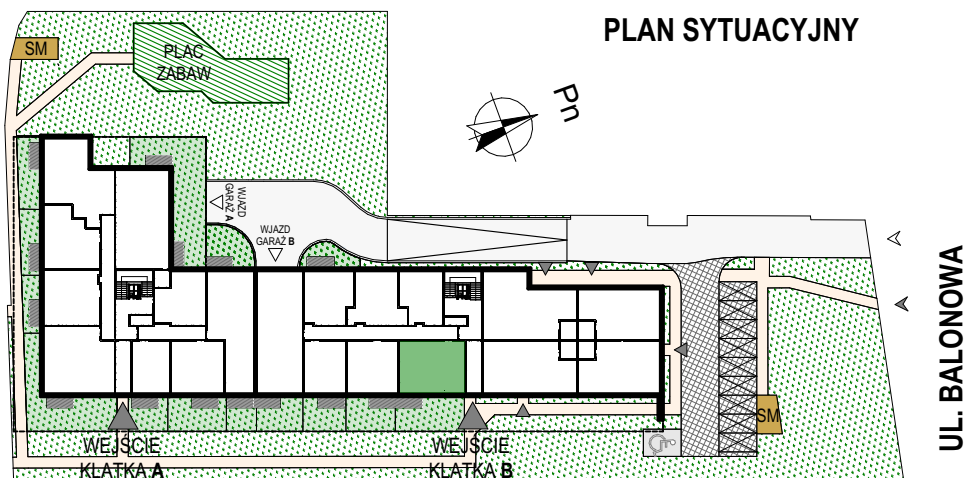 PLAN SYTUACYJNY
SM
PLAC
ZABAW
Pn
WJAZD
GARAŻ A
WJAZD
GARAŻ B
UL. BALONOWA
SM
WEJŚCIE
KLATKA A
WEJŚCIE
KLATKA B